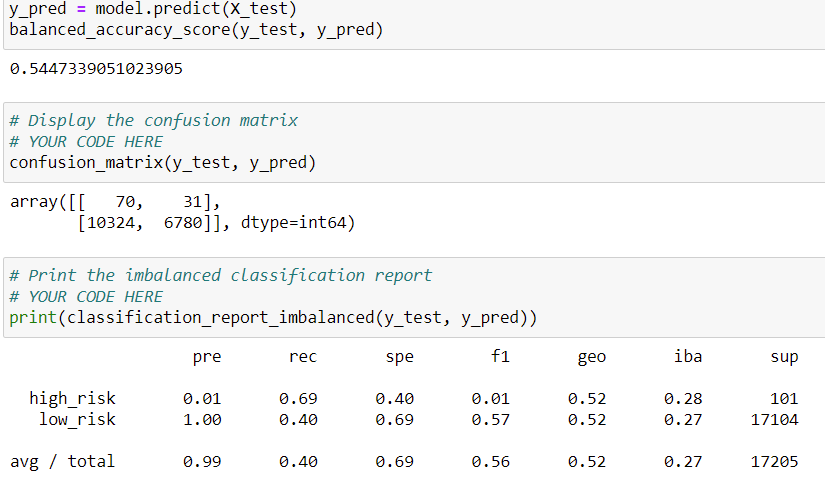 y_pred = model.predict(X_test)
balanced_accuracy_score(y_test, y_pred)
0.5447339051023905
# Display the confusion matrix
# YOUR CODE HERE
confusion_matrix(y_test, y_pred)
array([[   70,    31],
       [10324,  6780]], dtype=int64)
# Print the imbalanced classification report
# YOUR CODE HERE
print(classification_report_imbalanced(y_test, y_pred))
pre rec spe f1 geo iba sup
high_risk 0.01 0.69 0.40 0.01 0.52 0.28 101
low_risk 1.00 0.40 0.69 0.57 0.52 0.27 17104
avg / total 0.99 0.40 0.69 0.56 0.52 0.27 17205